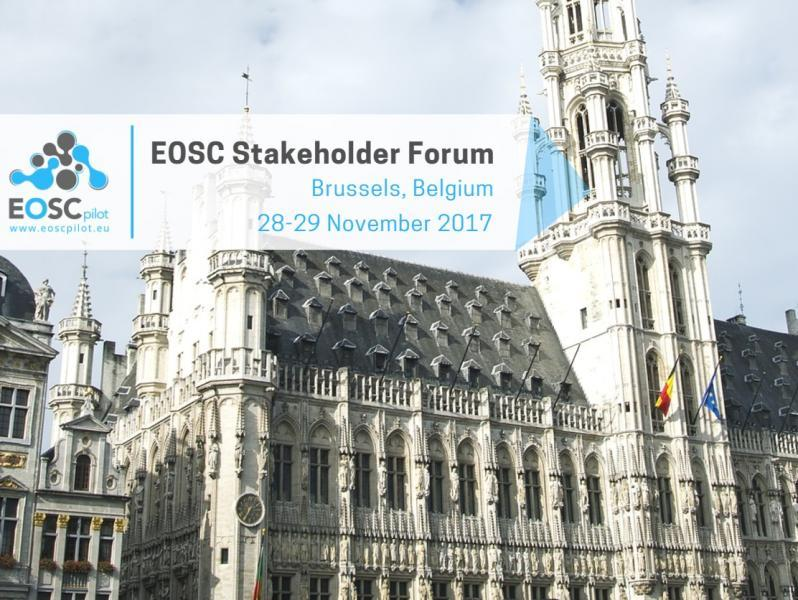 EOSC Stakeholder Forum
Brussels, Belgium
28-29 November 2017
EOSCpilot
www.eoscpilot.eu